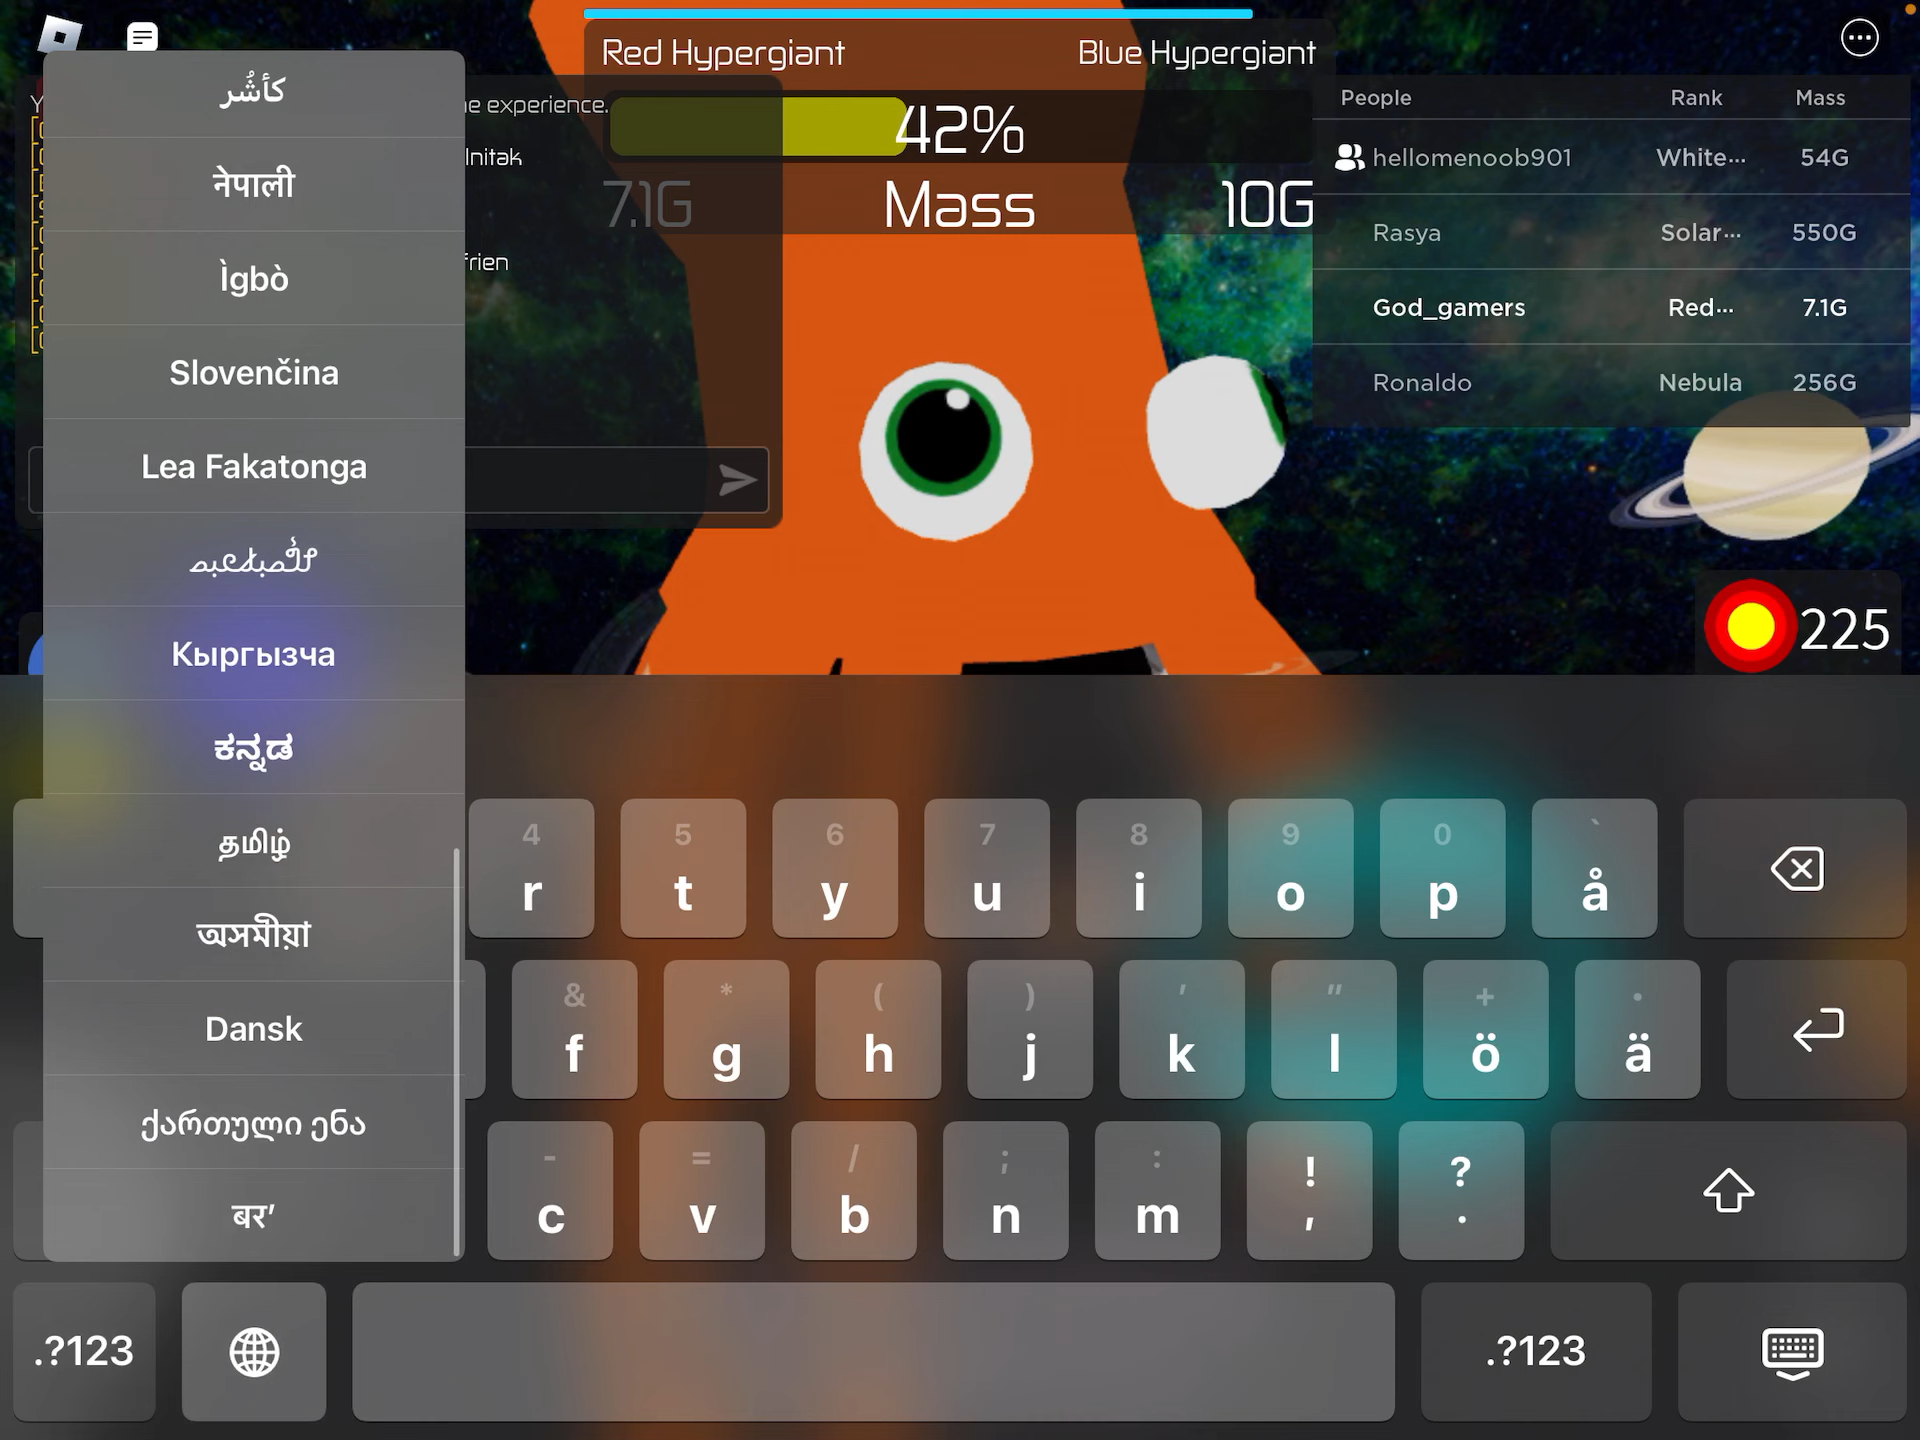 Red Hypergiant
Blue Hypergiant
e experience.
lnitak
frien
42%
7.1G
Mass
10G
People Rank Mass
hellomenoob901 White··· 54G
Rasya Solar··· 550G
God_gamers Red··· 7.1G
Ronaldo Nebula 256G
225
كٲشُر
नेपाली
Ìgbò
Slovenčina
Lea Fakatonga
Кыргызча
ಕನ್ನಡ
தமிழ்
অসমীয়া
Dansk
ქართული ენა
बर’
4 5 6 7 8 9 0 `
r t y u i o p å
& * ( ) ' " + •
f g h j k l ö ä
- = / ; : ! ?
c v b n m , .
.?123
.?123